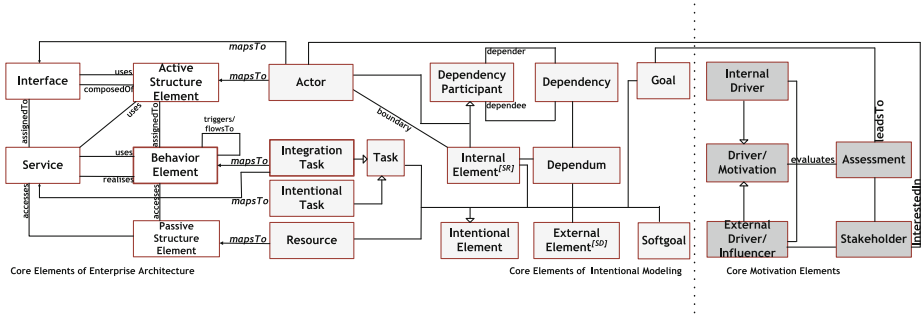 mapsTo
depender
Interface
uses
composedOf
Active
Structure
Element
mapsTo
Actor
Dependency
Participant
Dependency
Goal
Internal
Driver
dependee
assignedTo
uses
assignedTo
triggers/
flowsTo
boundary
leadsTo
Service
uses
realises
Behavior
Element
mapsTo
Integration
Task
Task
Internal
Element[SR]
Dependum
Driver/
Motivation
evaluates
Assessment
accesses
accesses
mapsTo
Intentional
Task
InterestedIn
Passive
Structure
Element
mapsTo
Resource
Intentional
Element
External
Element[SD]
Softgoal
External
Driver/
Influencer
Stakeholder
Core Elements of Enterprise Architecture
Core Elements of Intentional Modeling
Core Motivation Elements